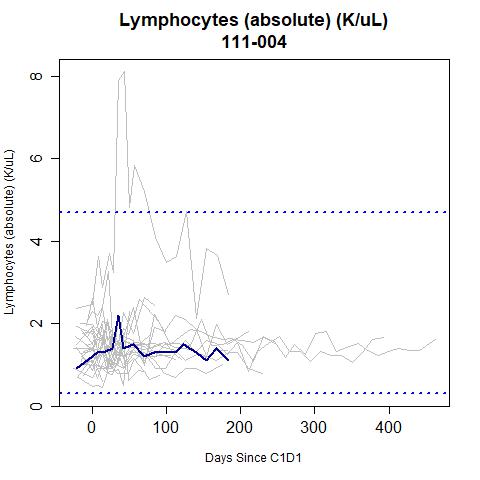 Lymphocytes (absolute) (K/uL)
111-004
Lymphocytes (absolute) (K/uL)
8
6
4
2
0
0 100 200 300 400
Days Since C1D1